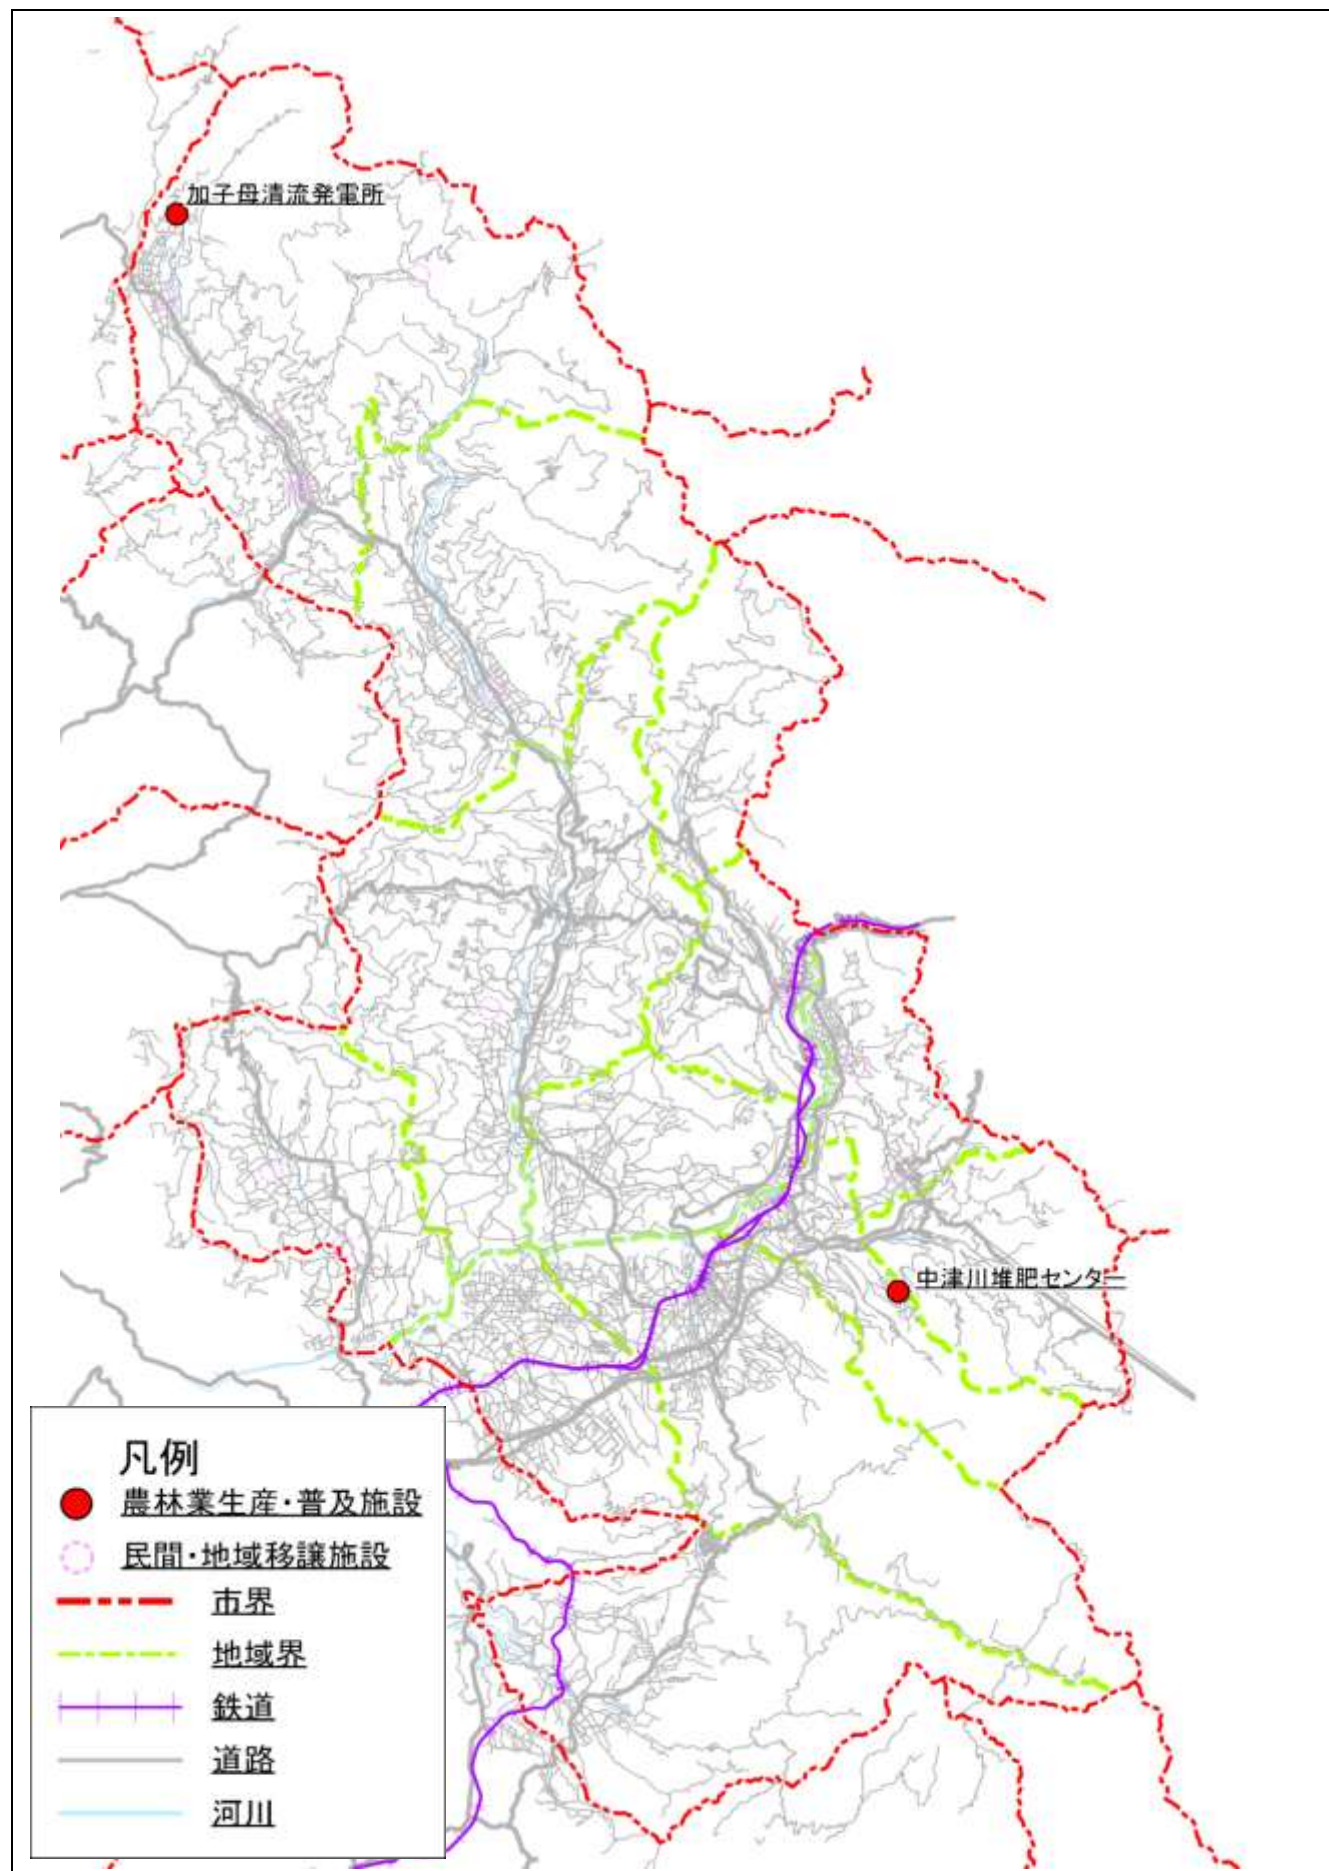 加子母清流発電所
中津川堆肥センター
凡例
農林業生産・普及施設
民間・地域移譲施設
市界
地域界
鉄道
道路
河川